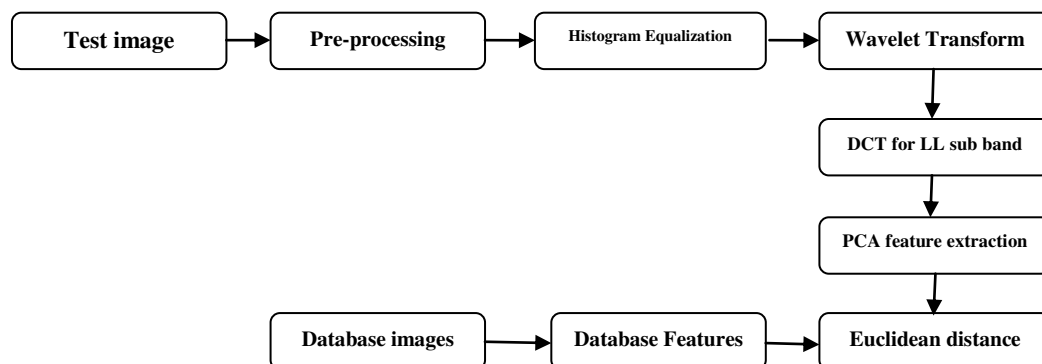 Test image
Pre-processing
Histogram Equalization
Wavelet Transform
DCT for LL sub band
PCA feature extraction
Database images
Database Features
Euclidean distance